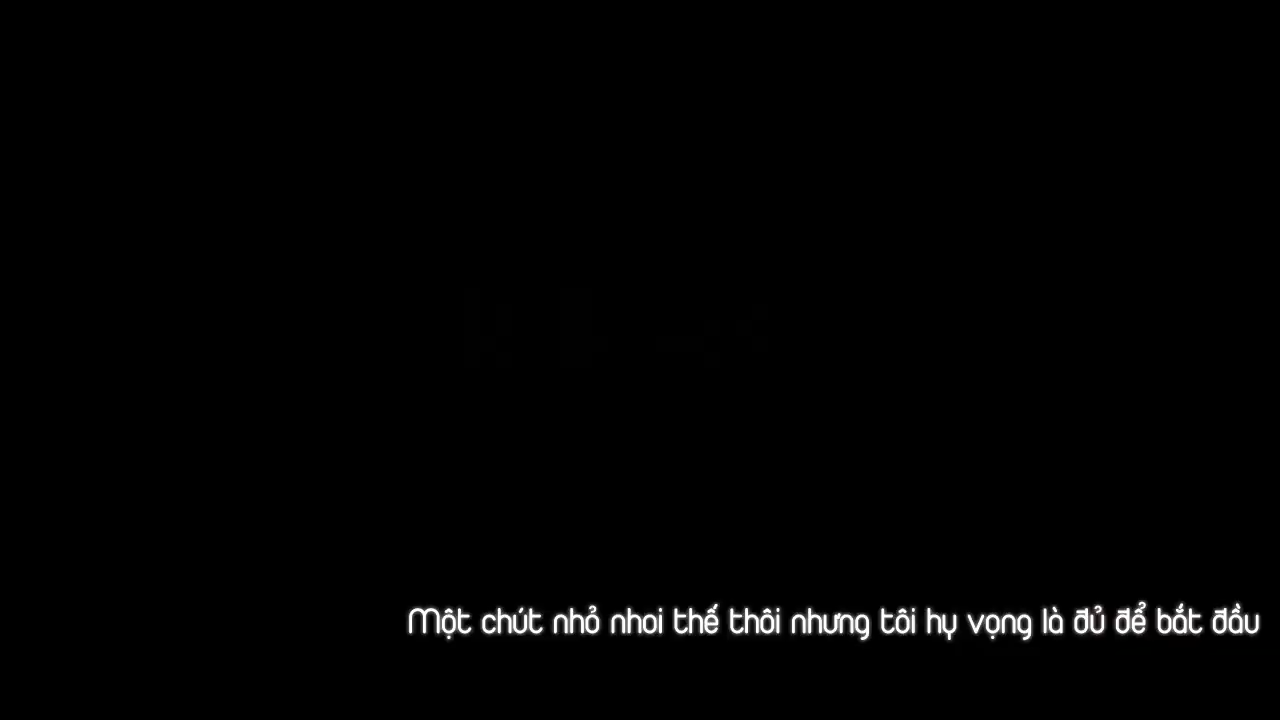 Một chút nhỏ nhoi thế thôi nhưng tôi hy vọng là đủ để bắt đầu